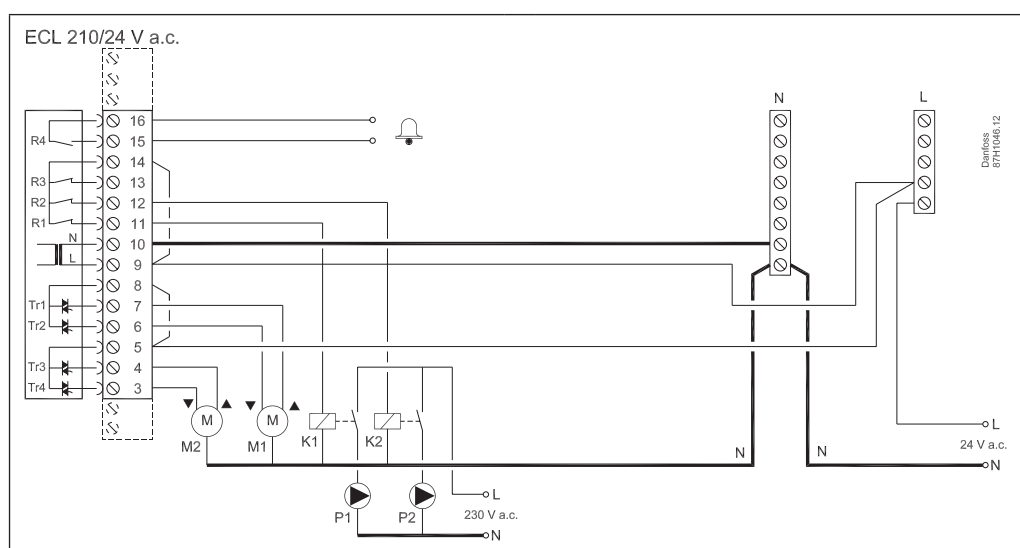 ECL 210/24 V a.c.
N
L
Danfoss
87H1046.12
16
R4
15
14
R3
13
R2
12
R1
11
N
10
L
9
8
Tr1
7
Tr2
6
5
Tr3
4
Tr4
3
M
M
M2
M1
K1
K2
N
N
L
24 V a.c.
N
P1
P2
L
230 V a.c.
N